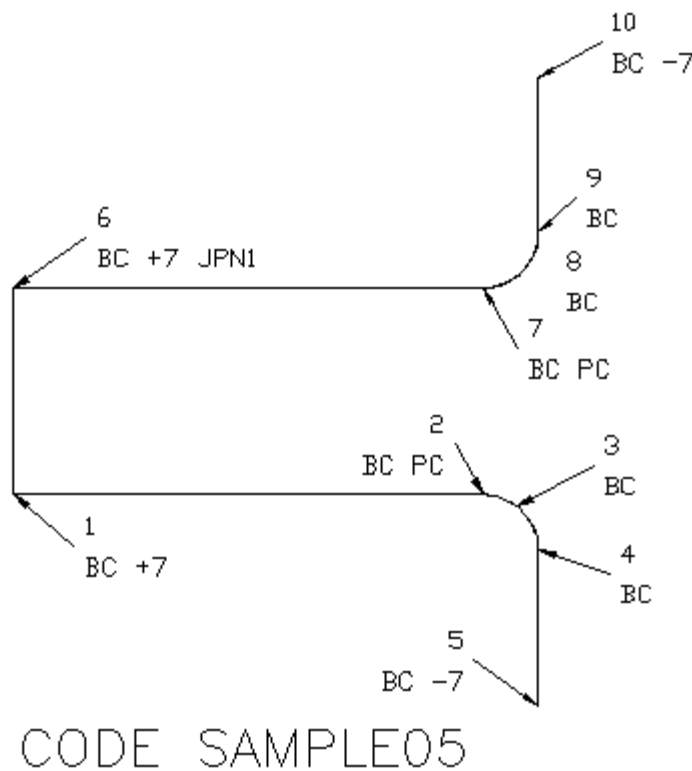 10
BC -7
9
BC
6
BC +7 JPN1
8
BC
7
BC PC
2
BC PC
3
BC
1
BC +7
4
BC
5
BC -7
CODE SAMPLE05